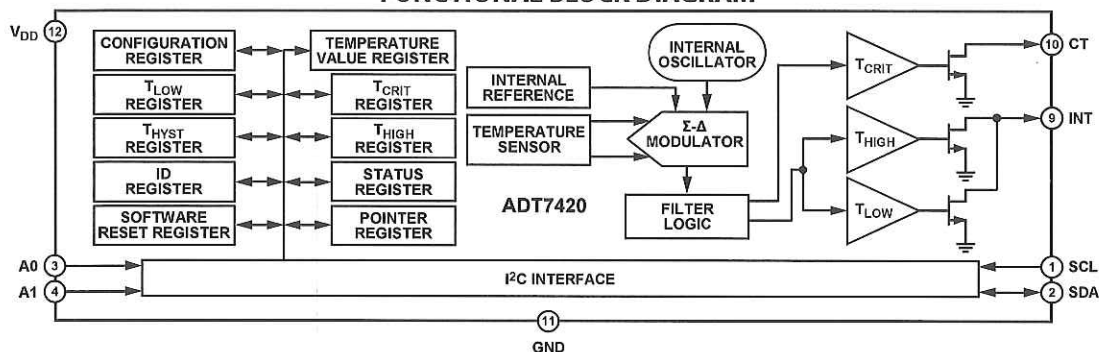 FUNCTIONAL BLOCK DIAGRAM
VDD
12
CONFIGURATION
REGISTER
TEMPERATURE
VALUE REGISTER
TLOW
REGISTER
TCRIT
REGISTER
THYST
REGISTER
THIGH
REGISTER
ID
REGISTER
STATUS
REGISTER
SOFTWARE
RESET REGISTER
POINTER
REGISTER
INTERNAL
REFERENCE
INTERNAL
OSCILLATOR
TEMPERATURE
SENSOR
Σ-Δ
MODULATOR
ADT7420
FILTER
LOGIC
TCRIT
THIGH
TLOW
10
CT
9
INT
A0
3
A1
4
I²C INTERFACE
1
SCL
2
SDA
11
GND